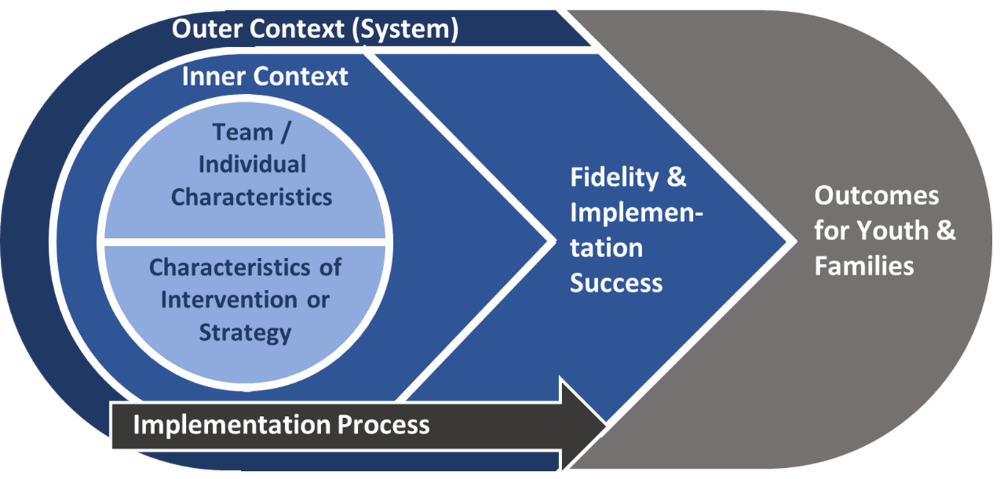 Outer Context (System)
Inner Context
Team /
Individual
Characteristics
Characteristics of
Intervention or
Strategy
Fidelity &
Implemen-
tation
Success
Outcomes
for Youth &
Families
Implementation Process